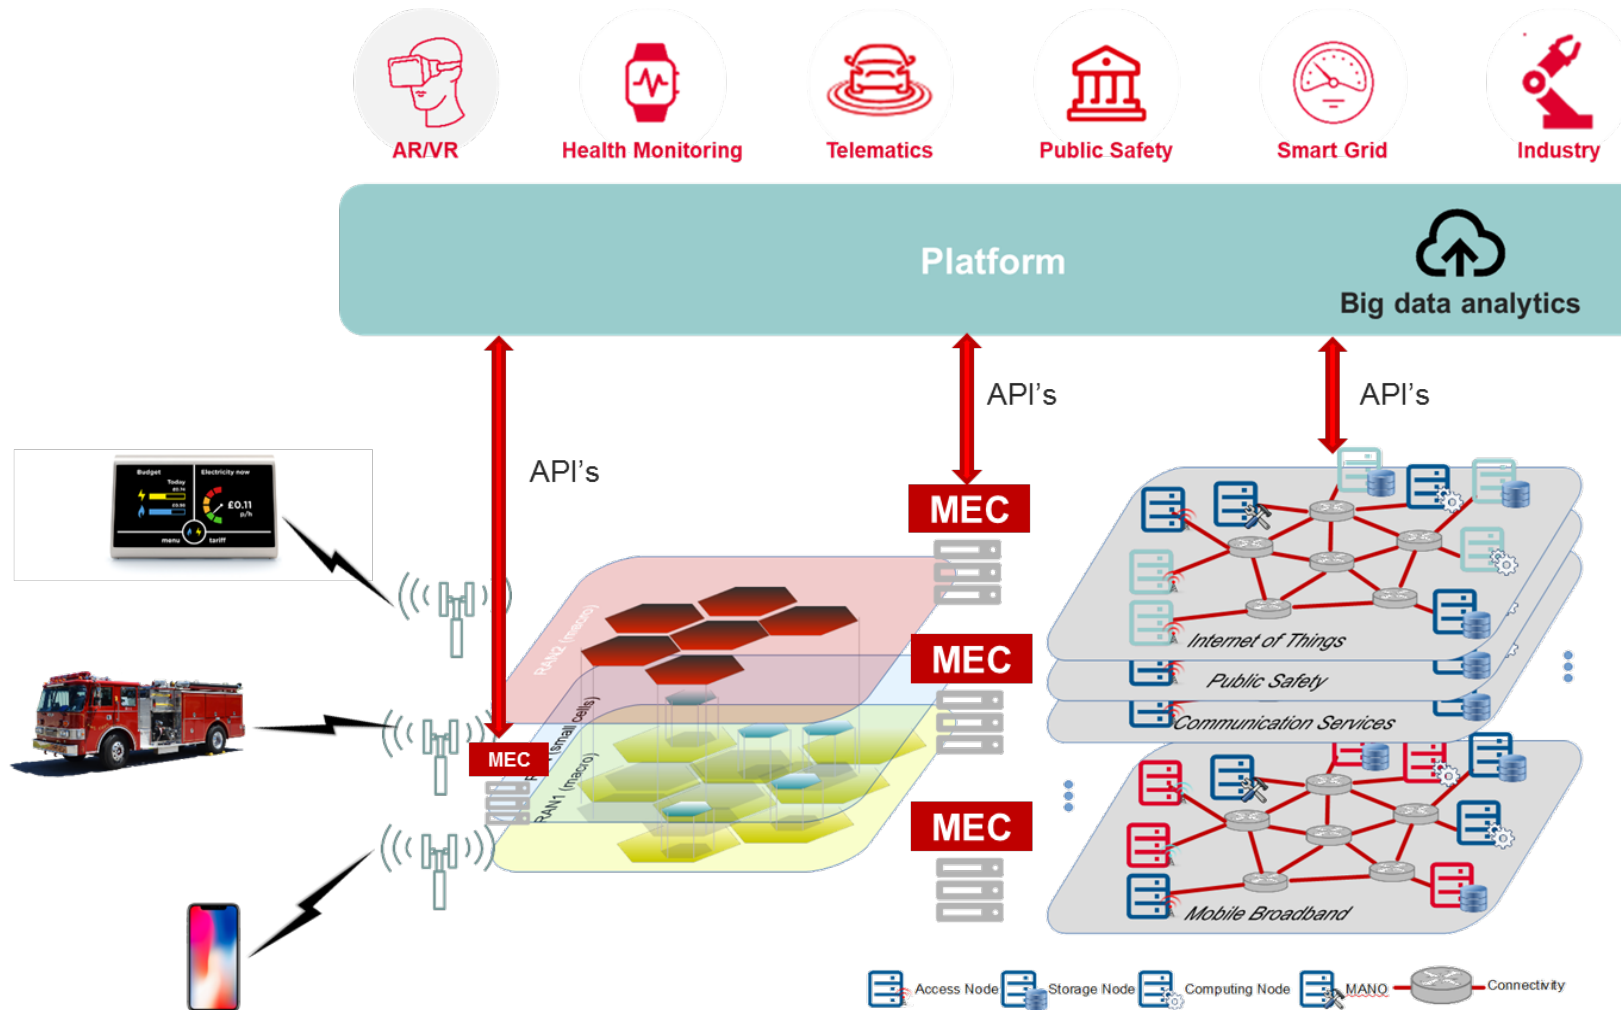 AR/VR
Health Monitoring
Telematics
Public Safety
Smart Grid
Industry
Platform
Big data analytics
API's
API's
API's
Budget
Electricity now
Today
£0.11
p/h
menu
tariff
MEC
MEC
MEC
MEC
RAN2 (macro)
(small cells)
RAN1 (macro)
Internet of Things
Public Safety
Communication Services
Mobile Broadband
Access Node
Storage Node
Computing Node
MANO
Connectivity